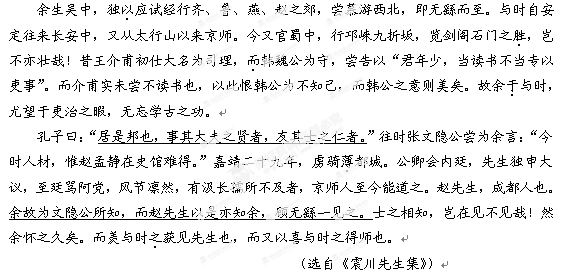 余生吴中，独以应试经行齐、鲁、燕、赵之郊，尝慕游西北，即无繇而至。与时自安
定往来长安中，又从大行山以来京师。今又官蜀中，行邛崃九折坂，览剑阁石门之胜，岂
不亦壮哉！昔王介甫初仕大名为司理，而韩魏公为守，尝告以“君年少，当读书不当专以
吏事”。而介甫实未尝不读书也，以此恨韩公为不知己，而韩公之意则美矣。故余于与时，
尤望于吏治之暇，无忘学古之功。
孔子曰：“居是邦也，事其大夫之贤者，友其士之仁者。”往时张文隐公尝为余言：“今
时人材，惟赵孟静在史馆难得。”嘉靖二十九年，虏骑薄都城。公卿会内廷，先生独申大
议，至廷骂阿党，风节凛然，有汲长孺所不及者，京师人至今能道之。赵先生，成都人也。
余故为文隐公所知，而赵先生以是亦知余，顾无繇一见之。士之相知，岂在见不见哉！然
余怀之久矣。而羡与时之获见先生也，而又以喜与时之得师也。
（选自《震川先生集》）